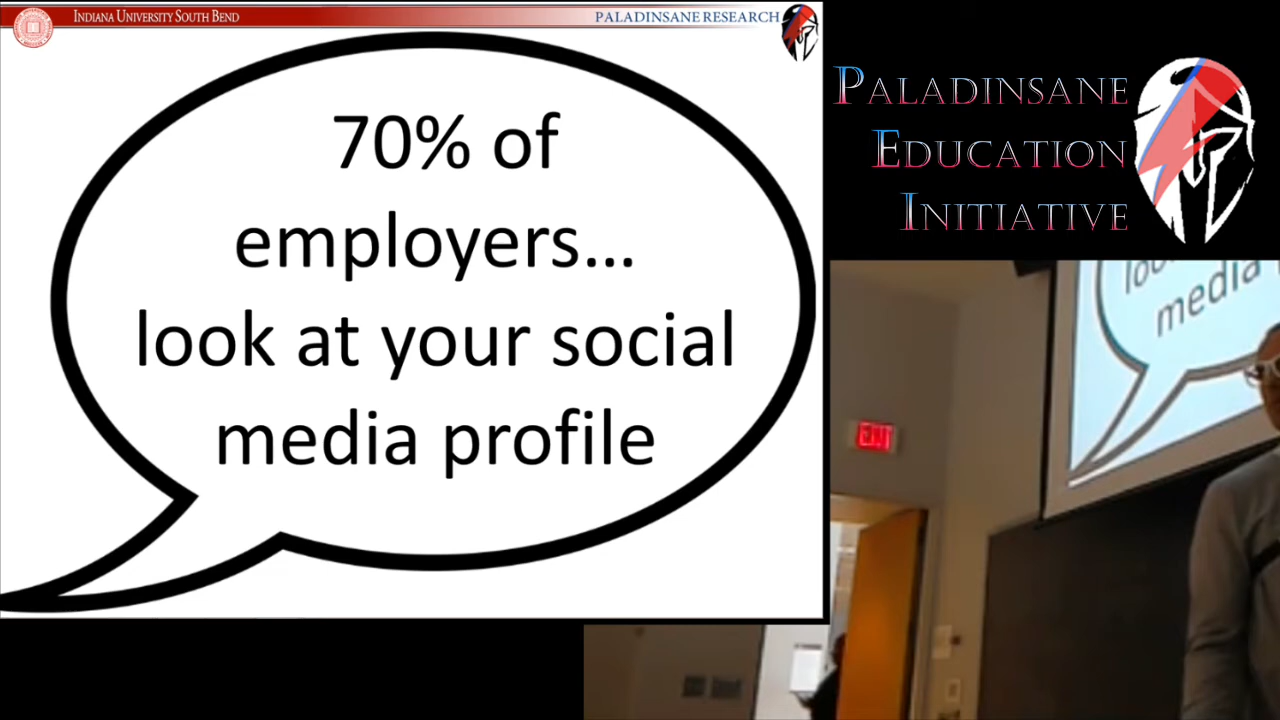 INDIANA UNIVERSITY SOUTH BEND
PALADINSANE RESEARCH
70% of
employers...
look at your social
media profile
PALADINSANE
EDUCATION
INITIATIVE
media
EXIT